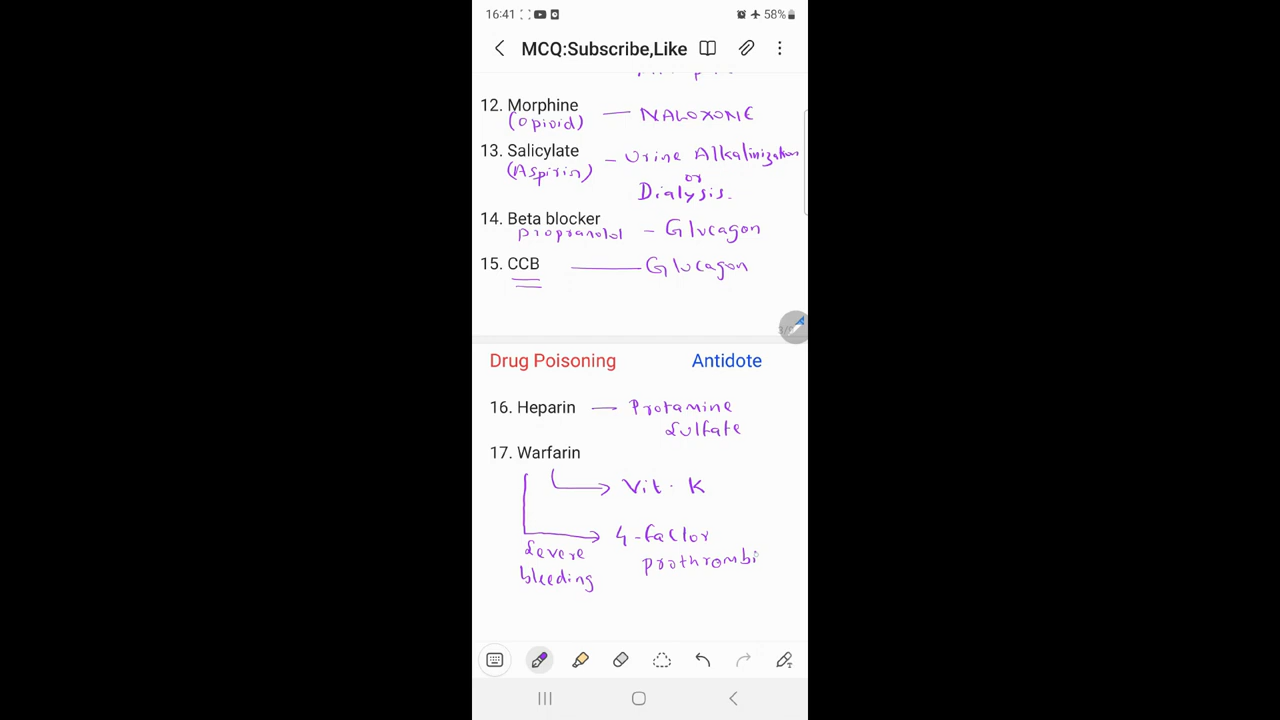 16:41 58%
MCQ:Subscribe,Like
12. Morphine — NALOXONE
(opioid)
13. Salicylate – Urine Alkalinization
(Aspirin) or
Dialysis.
14. Beta blocker
propranolol – Glucagon
15. CCB — Glucagon
Drug Poisoning Antidote
16. Heparin — Protamine
Sulfate
17. Warfarin
Vit. K
4-factor
Severe prothrombi
bleeding